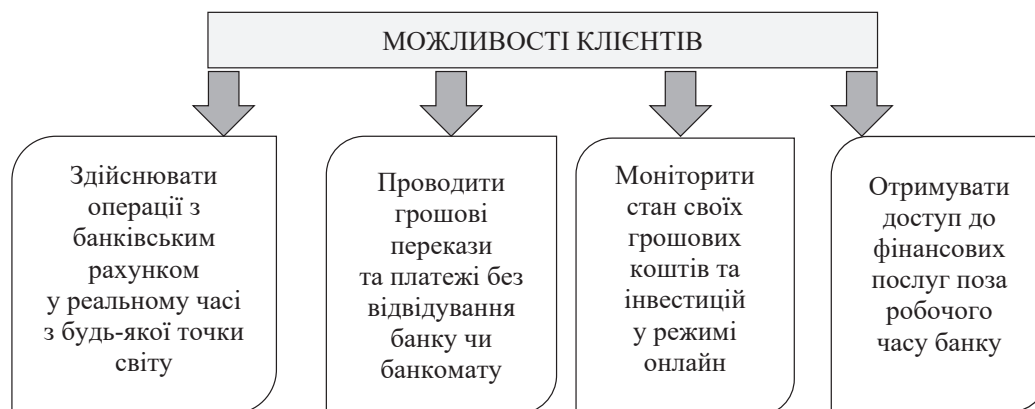 МОЖЛИВОСТІ КЛІЄНТІВ
Здійснювати
операції з
банківським
рахунком
у реальному часі
з будь-якої точки
світу
Проводити
грошові
перекази
та платежі без
відвідування
банку чи
банкомату
Моніторити
стан своїх
грошових
коштів та
інвестицій
у режимі
онлайн
Отримувати
доступ до
фінансових
послуг поза
робочого
часу банку